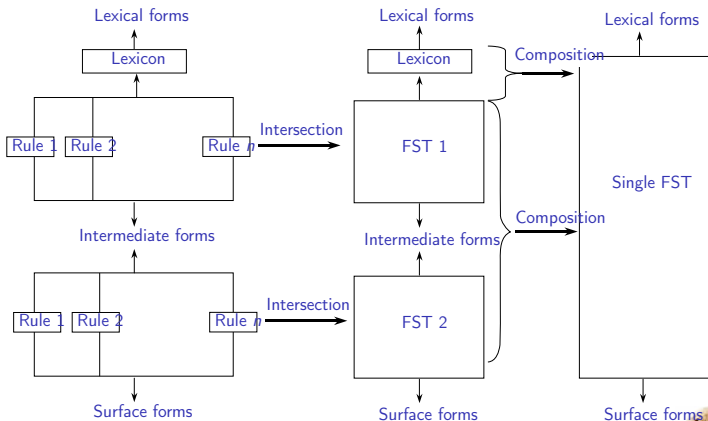 Lexical forms
Lexicon
Rule 1
Rule 2
Rule n
Intermediate forms
Rule 1
Rule 2
Rule n
Surface forms
Intersection
Intersection
Lexical forms
Lexicon
FST 1
Intermediate forms
FST 2
Surface forms
Composition
Composition
Lexical forms
Single FST
Surface forms